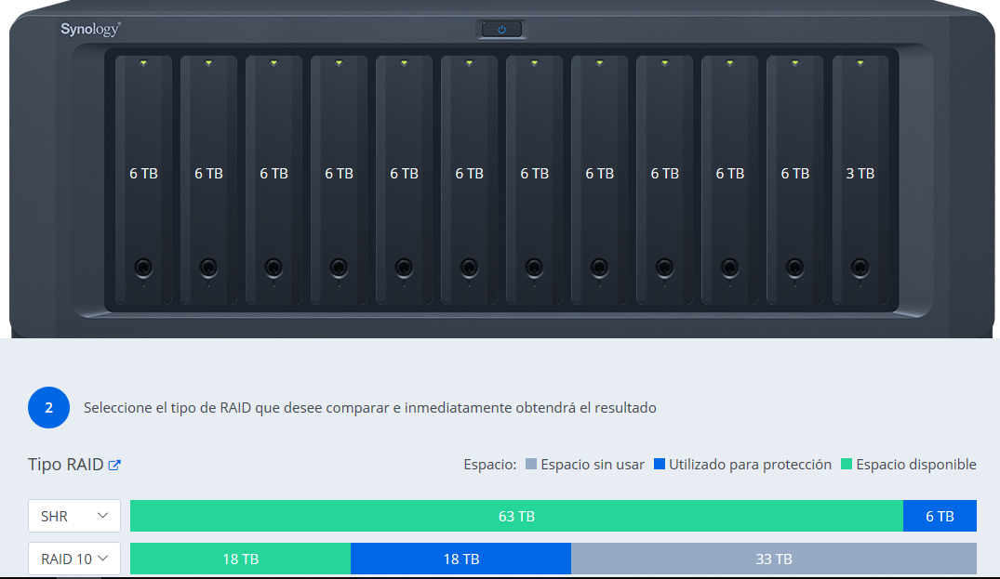 Synology®
6 TB 6 TB 6 TB 6 TB 6 TB 6 TB 6 TB 6 TB 6 TB 6 TB 6 TB 3 TB
2 Seleccione el tipo de RAID que desee comparar e inmediatamente obtendrá el resultado
Tipo RAID Espacio: Espacio sin usar Utilizado para protección Espacio disponible
SHR 63 TB 6 TB
RAID 10 18 TB 18 TB 33 TB